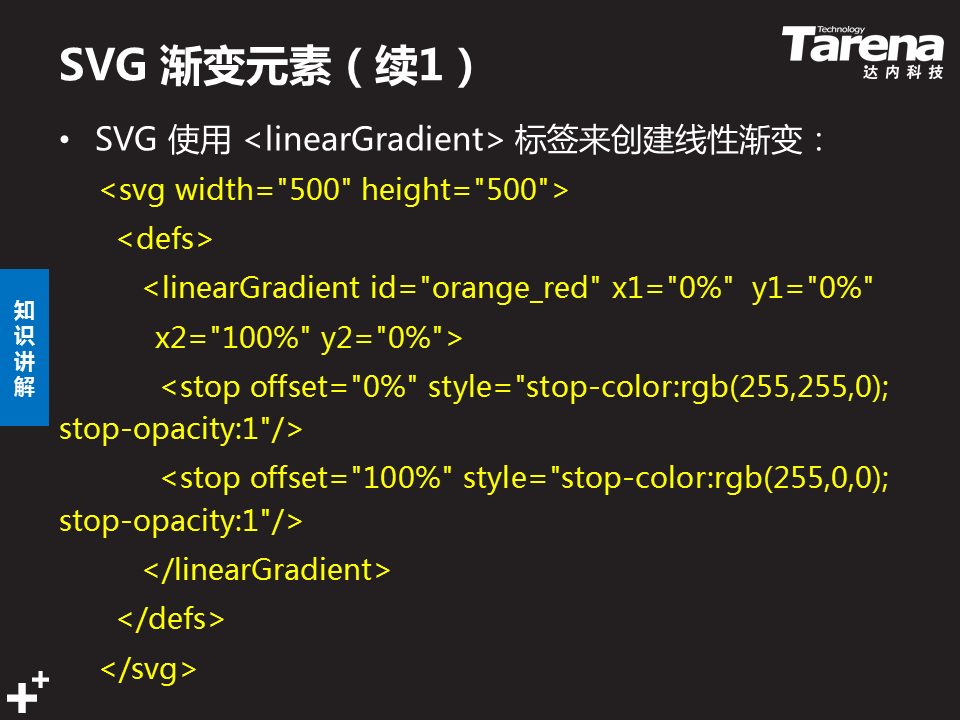 SVG 渐变元素（续1）
Technology
Tarena
达内科技
• SVG 使用 <linearGradient> 标签来创建线性渐变：
<svg width="500" height="500">
<defs>
<linearGradient id="orange_red" x1="0%"  y1="0%"
x2="100%" y2="0%">
<stop offset="0%" style="stop-color:rgb(255,255,0);
stop-opacity:1"/>
<stop offset="100%" style="stop-color:rgb(255,0,0);
stop-opacity:1"/>
</linearGradient>
</defs>
</svg>
知识讲解